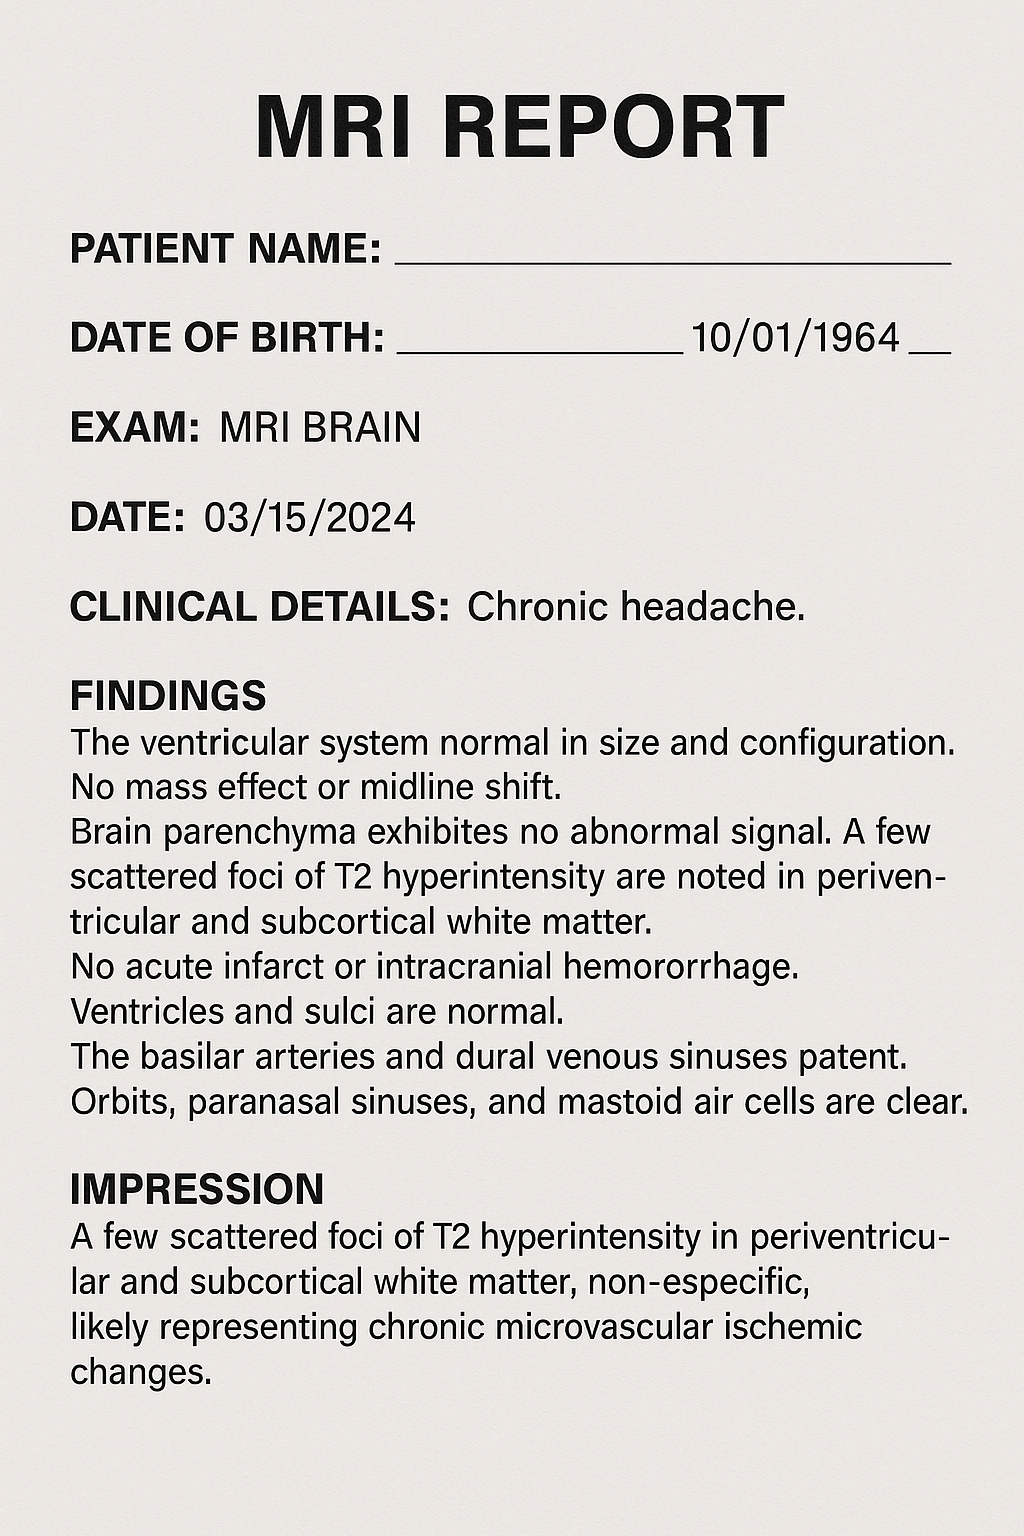 MRI REPORT
PATIENT NAME:
DATE OF BIRTH: 10/01/1964
EXAM: MRI BRAIN
DATE: 03/15/2024
CLINICAL DETAILS: Chronic headache.
FINDINGS
The ventricular system normal in size and configuration.
No mass effect or midline shift.
Brain parenchyma exhibites no abnormal signal. A few
scattered foci of T2 hyperintensity are noted in periven-
tricular and subcortical white matter.
No acute infarct or intracranial hemororrhage.
Ventricles and sulci are normal.
The basilar arteries and dural venous sinuses patent.
Orbits, paranasal sinuses, and mastoid air cells are clear.
IMPRESSION
A few scattered foci of T2 hyperintensity in periventricu-
lar and subcortical white matter, non-especific,
likely representing chronic microvascular ischemic
changes.